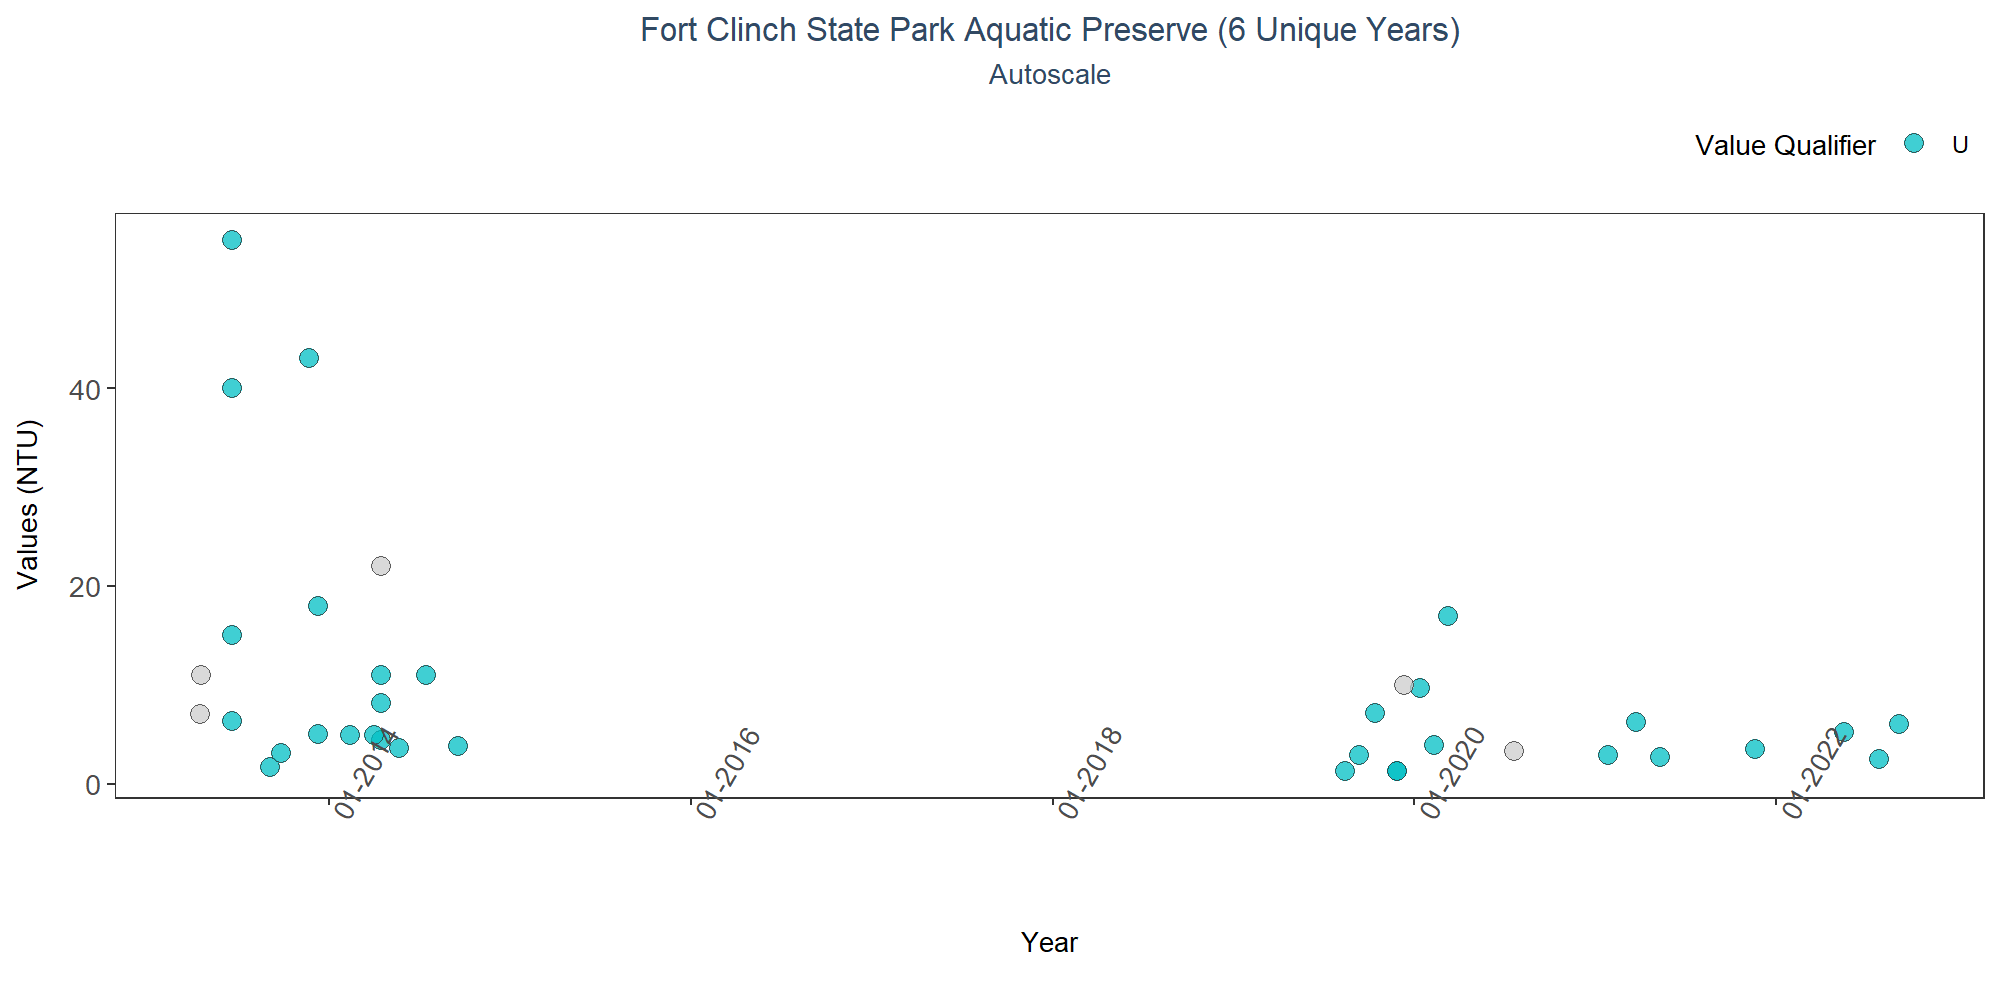 Fort Clinch State Park Aquatic Preserve (6 Unique Years)
Autoscale
Value Qualifier U
Values (NTU)
40
20
0
01-2014
01-2016
01-2018
01-2020
01-2022
Year